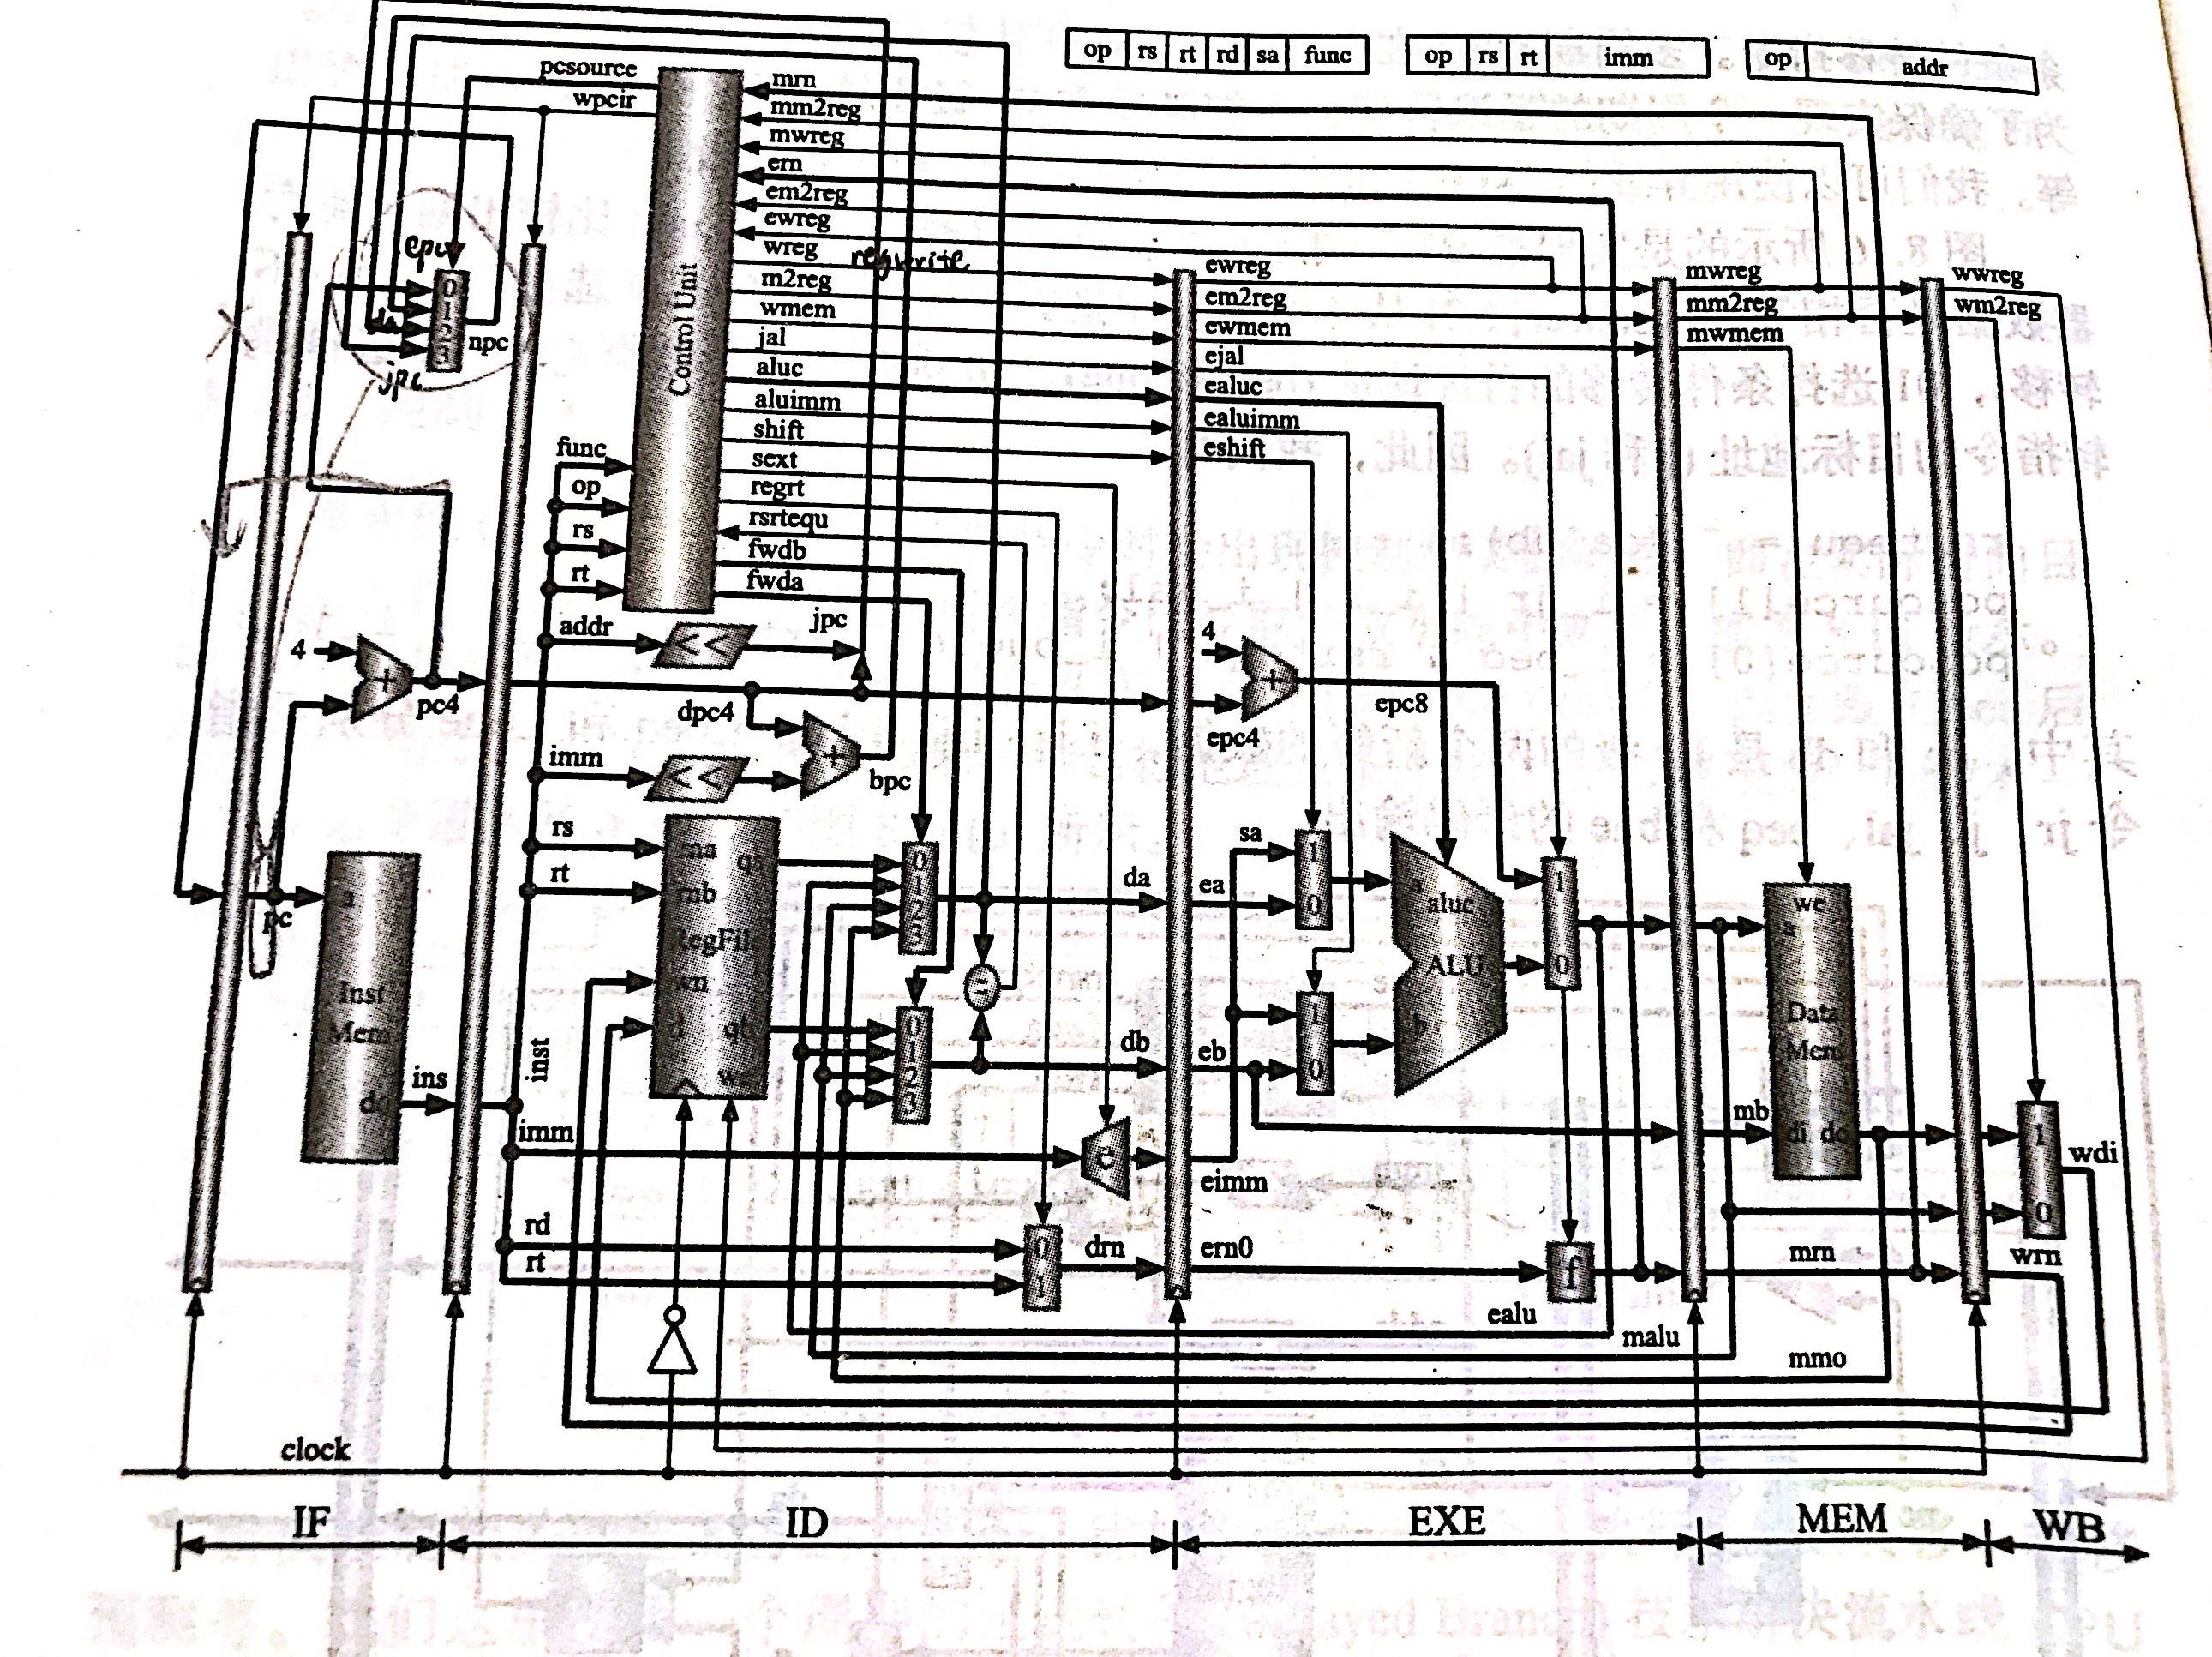 op rs rt rd sa func op rs rt imm op addr
pcsource
wpcir
mrn
mm2reg
mwreg
ern
em2reg
ewreg
wreg
regwrite
m2reg
wmem
jal
aluc
aluimm
shift
sext
regrt
rsrtequ
fwdb
fwda
Control Unit
func
op
rs
rt
epc
0
1
2
3
npc
jpc
ewreg
em2reg
ewmem
ejal
ealuc
ealuimm
eshift
mwreg
mm2reg
mwmem
wwreg
wm2reg
addr
<<
jpc
4
+
pc4
dpc4
imm
<<
+
bpc
4
+
epc4
epc8
pc
a
Inst
Mem
do
ins
inst
rs
rt
na
nb
RegFile
wn
d
qa
qb
we
0
1
2
3
0
1
2
3
=
da
db
imm
e
rd
rt
0
1
drn
sa
ea
1
0
eb
1
0
eimm
ern0
a
aluc
ALU
b
1
0
f
ealu
malu
mmo
we
a
Data
Mem
di do
mb
mrn
1
0
wdi
wrn
clock
IF ID EXE MEM WB